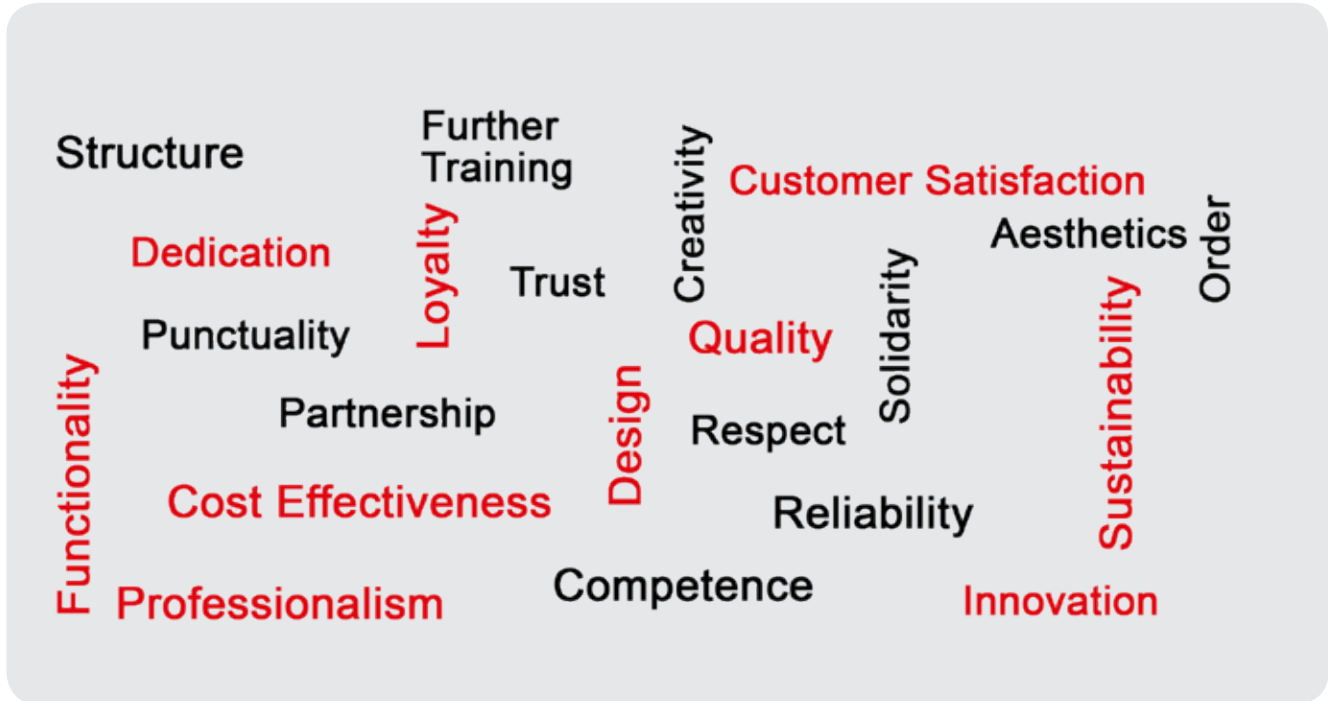 Structure
Further
Training
Creativity
Customer Satisfaction
Dedication
Loyalty
Trust
Aesthetics
Order
Punctuality
Quality
Solidarity
Sustainability
Functionality
Partnership
Design
Respect
Cost Effectiveness
Reliability
Professionalism
Competence
Innovation